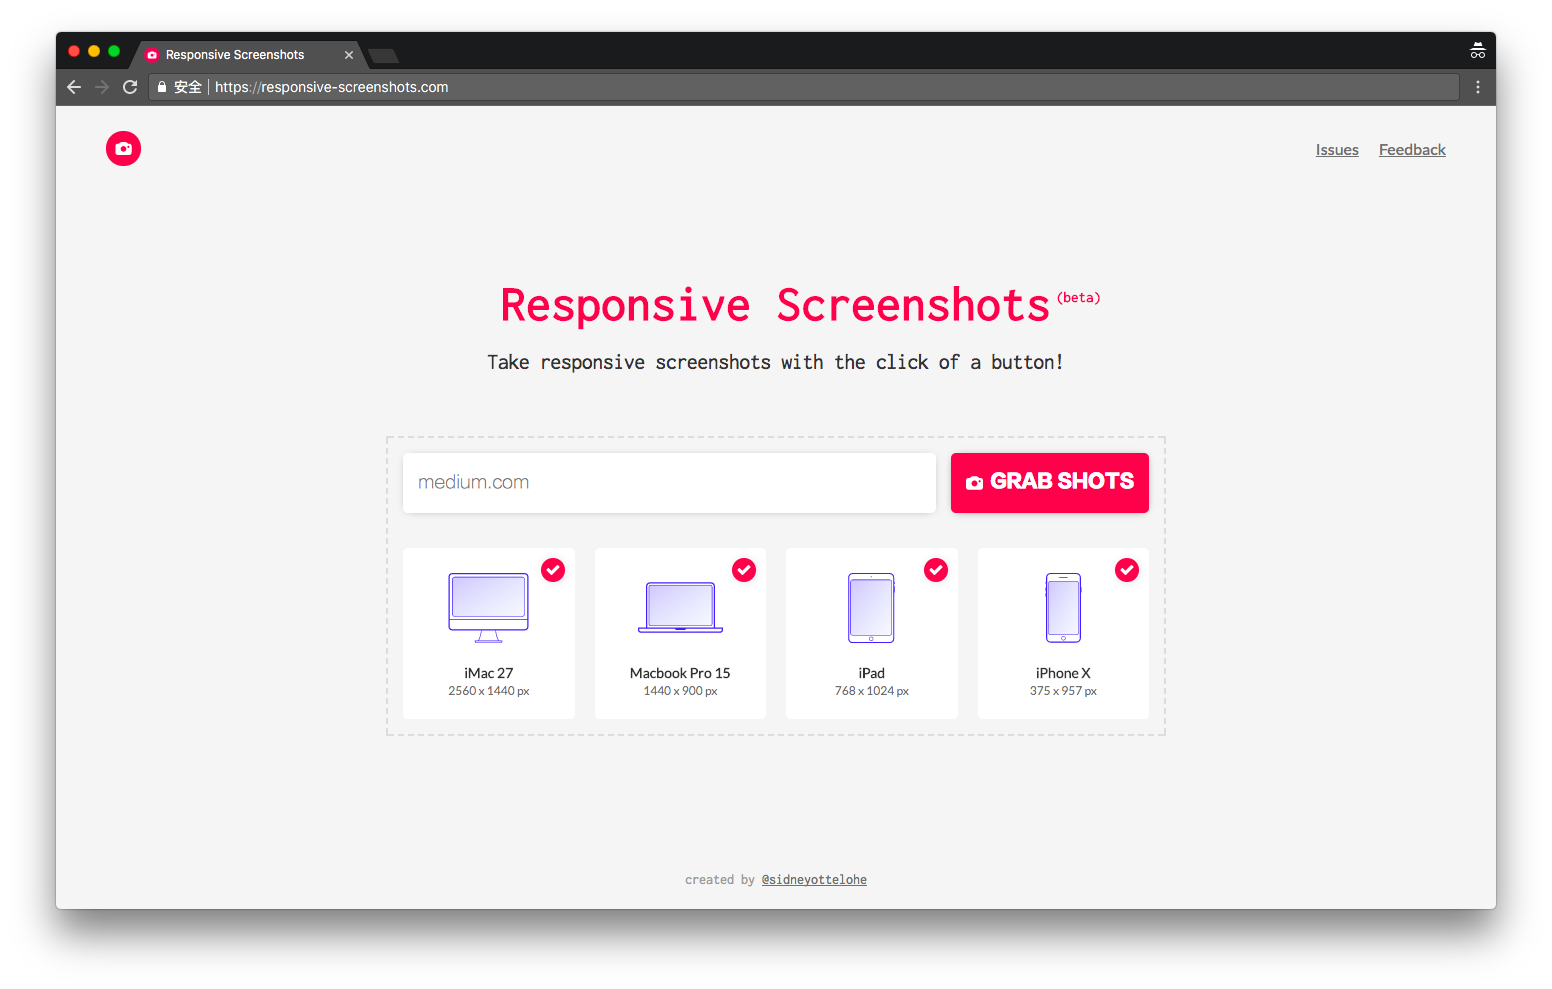 Responsive Screenshots
安全 https://responsive-screenshots.com
Issues Feedback
Responsive Screenshots (beta)
Take responsive screenshots with the click of a button!
medium.com GRAB SHOTS
iMac 27 Macbook Pro 15 iPad iPhone X
2560 x 1440 px 1440 x 900 px 768 x 1024 px 375 x 957 px
created by @sidneyottelohe